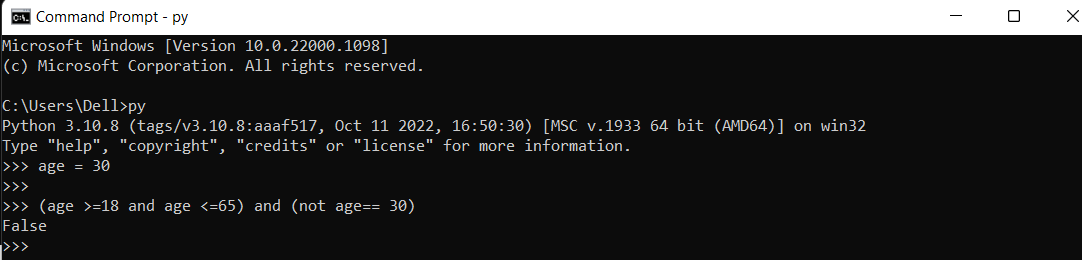 Command Prompt - py
Microsoft Windows [Version 10.0.22000.1098]
(c) Microsoft Corporation. All rights reserved.
C:\Users\Dell>py
Python 3.10.8 (tags/v3.10.8:aaaf517, Oct 11 2022, 16:50:30) [MSC v.1933 64 bit (AMD64)] on win32
Type "help", "copyright", "credits" or "license" for more information.
>>> age = 30
>>>
>>> (age >=18 and age <=65) and (not age== 30)
False
>>>